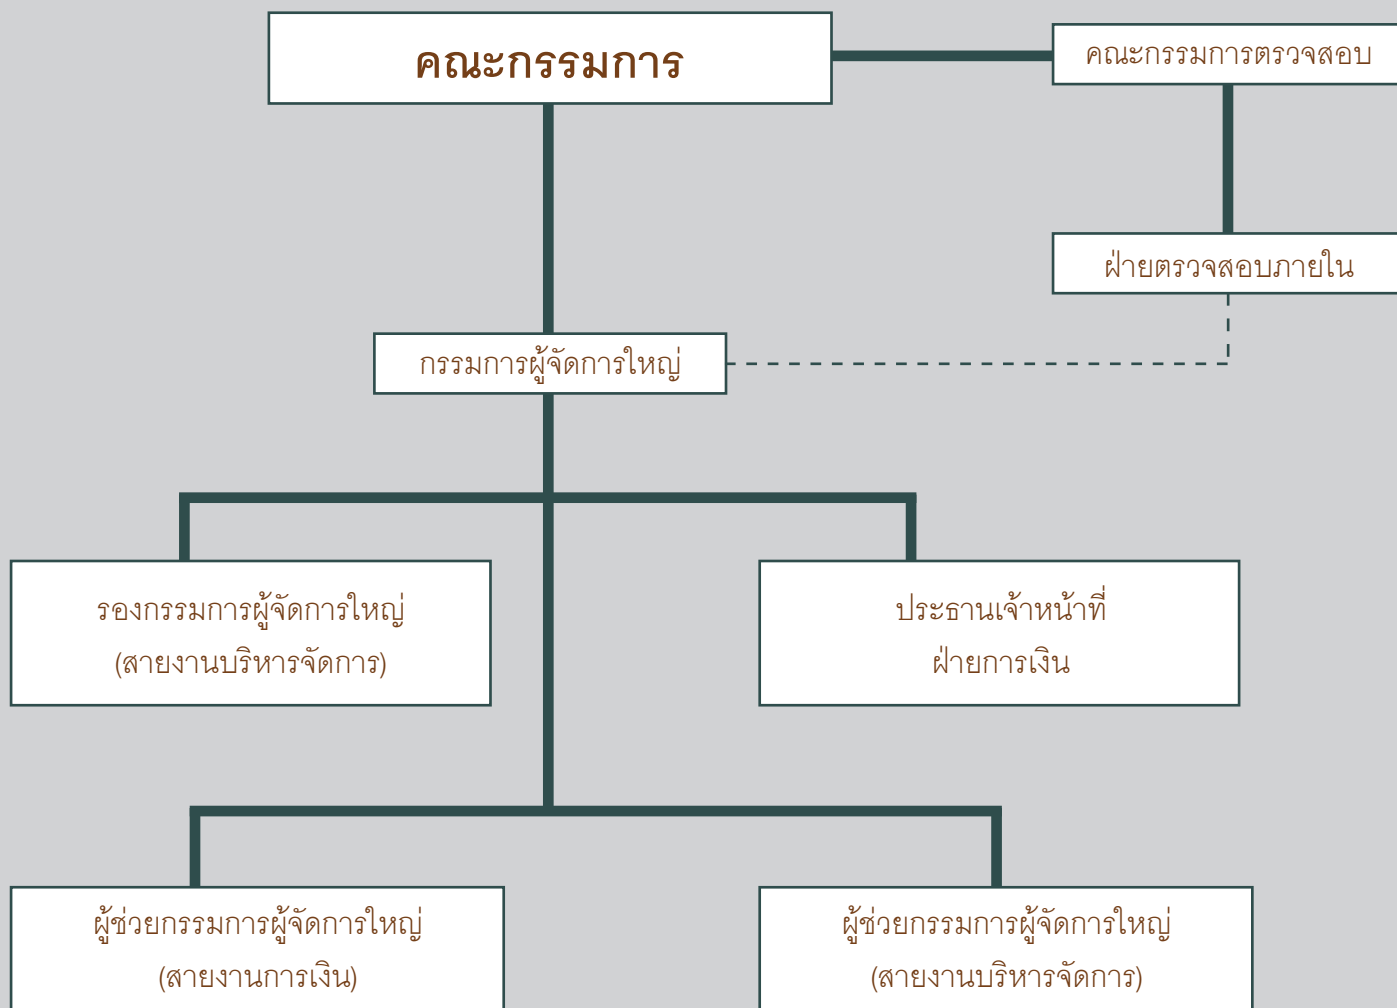 คณะกรรมการ
คณะกรรมการตรวจสอบ
ฝ่ายตรวจสอบภายใน
กรรมการผู้จัดการใหญ่
รองกรรมการผู้จัดการใหญ่
(สายงานบริหารจัดการ)
ประธานเจ้าหน้าที่
ฝ่ายการเงิน
ผู้ช่วยกรรมการผู้จัดการใหญ่
(สายงานการเงิน)
ผู้ช่วยกรรมการผู้จัดการใหญ่
(สายงานบริหารจัดการ)